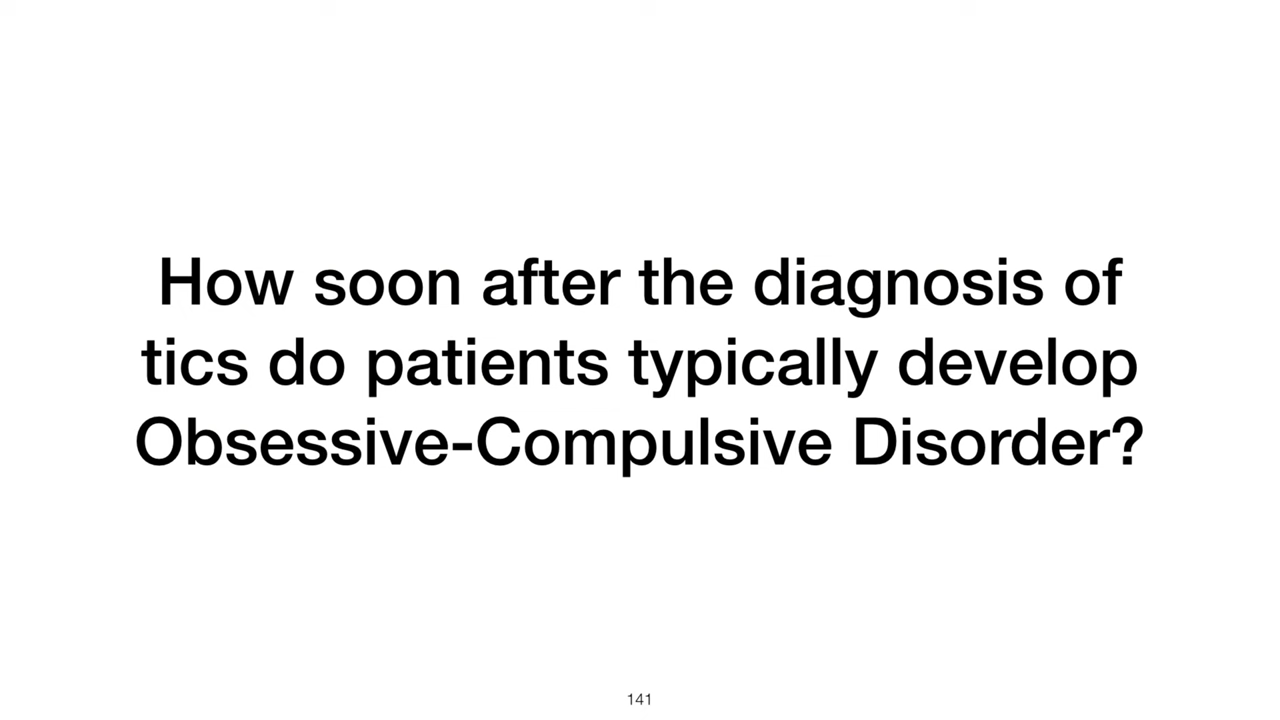 How soon after the diagnosis of
tics do patients typically develop
Obsessive-Compulsive Disorder?
141